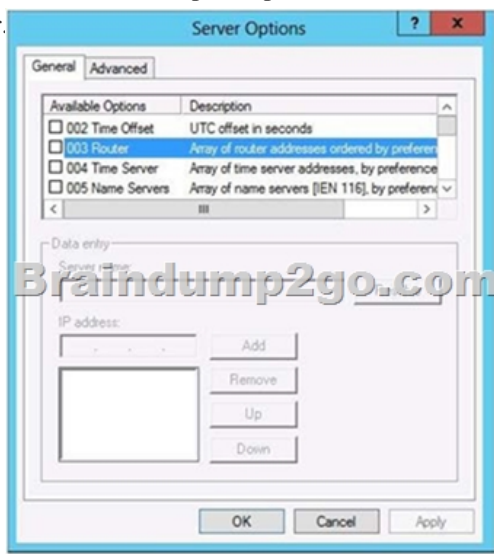 Server Options
?
x
General
Advanced
Available Options
Description
002 Time Offset
UTC offset in seconds
003 Router
Array of router addresses ordered by preferen
004 Time Server
Array of time server addresses, by preference
005 Name Servers
Array of name servers [IEN 116], by preferenc
Data entry
Server name:
Braindump2go.com
IP address:
Add
Remove
Up
Down
OK
Cancel
Apply